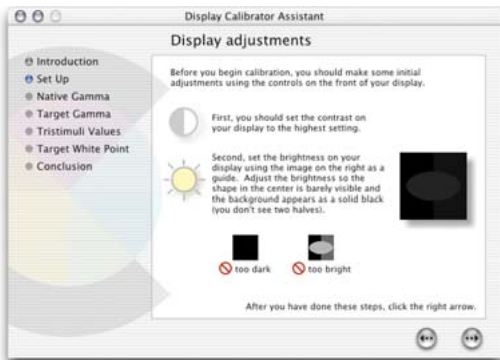 Display Calibrator Assistant
Display adjustments
Introduction
Set Up
Native Gamma
Target Gamma
Tristimuli Values
Target White Point
Conclusion
Before you begin calibration, you should make some initial
adjustments using the controls on the front of your display.
First, you should set the contrast on
your display to the highest setting.
Second, set the brightness on your
display using the image on the right as a
guide. Adjust the brightness so the
shape in the center is barely visible and
the background appears as a solid black
(you don't see two halves).
too dark
too bright
After you have done these steps, click the right arrow.